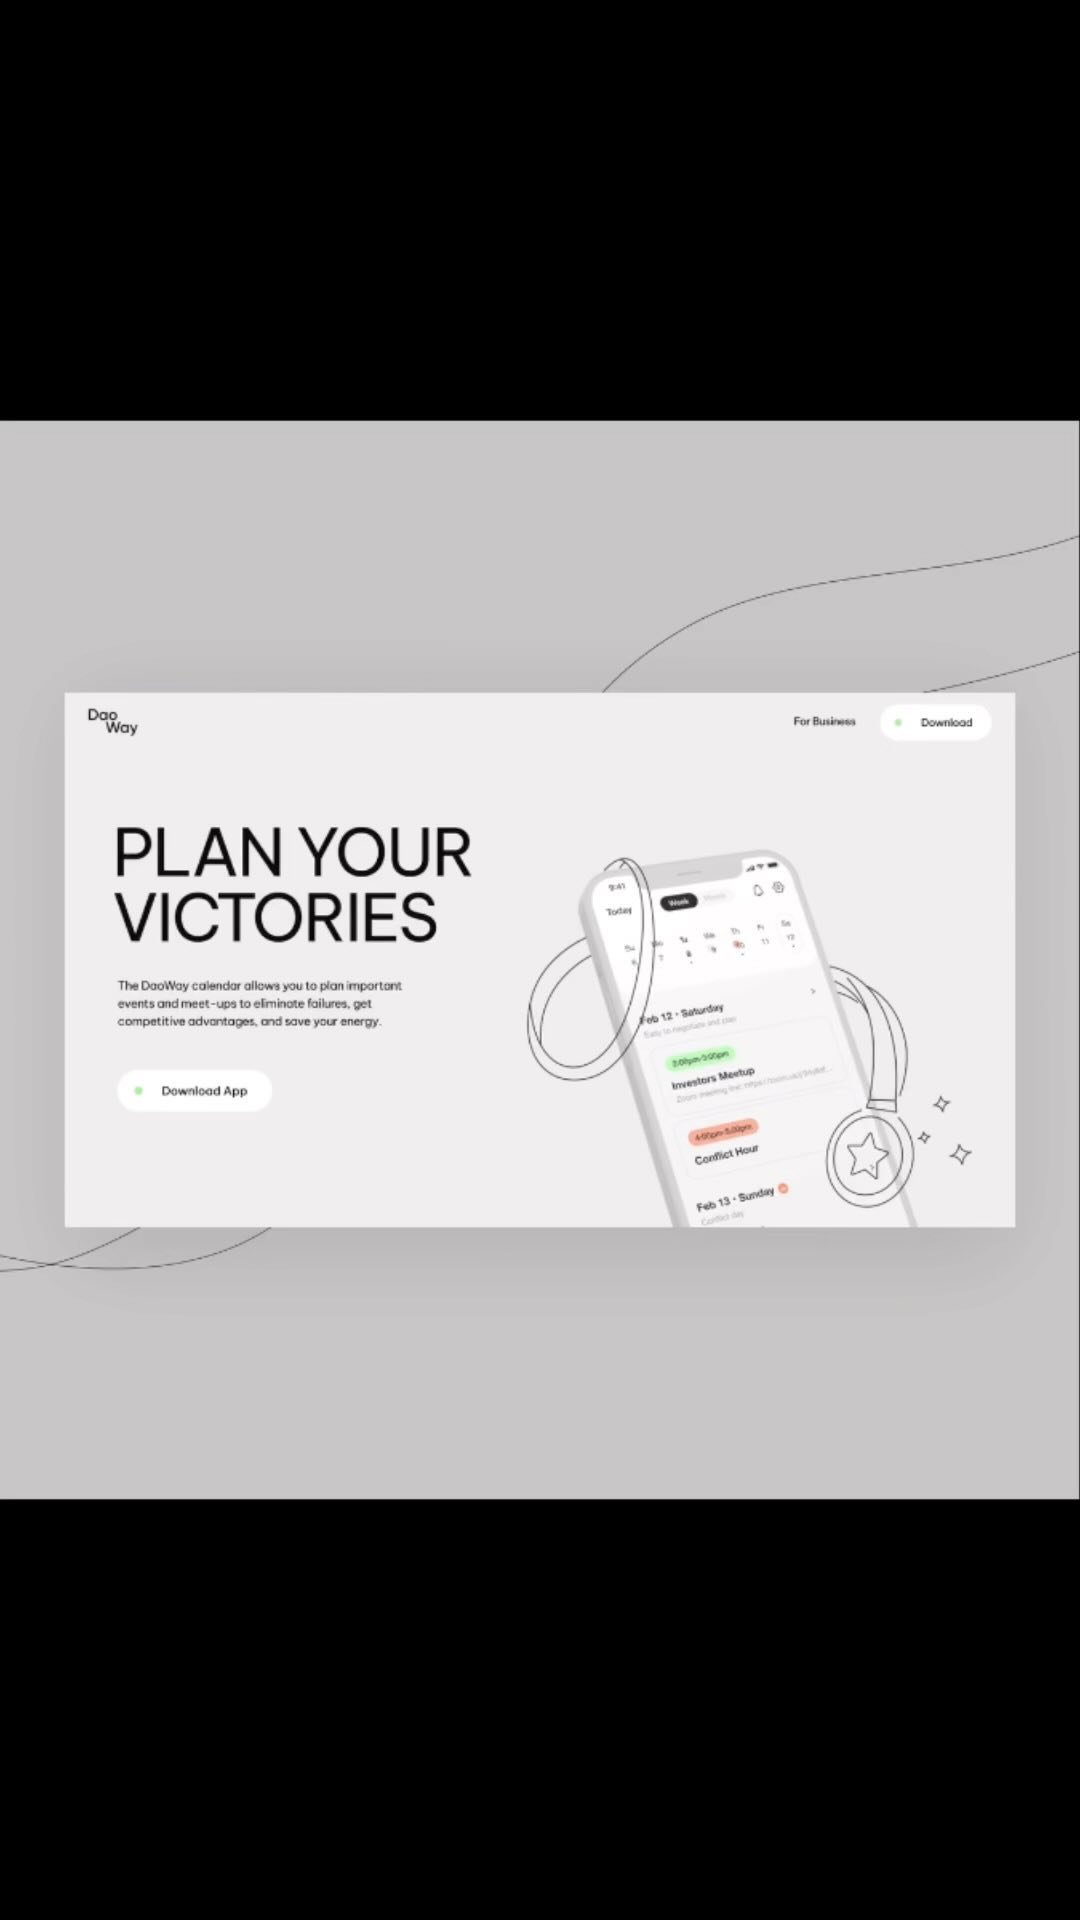 Dao
Way
For Business
Download
PLAN YOUR
VICTORIES
The DaoWay calendar allows you to plan important
events and meet-ups to eliminate failures, get
competitive advantages, and save your energy.
Download App
9:41
Today
Week
Su Mo Tu We Th Fr Sa
7 8 9 11 12
Feb 12 • Saturday
Easy to negotiate and plan
2:00pm-3:00pm
Investors Meetup
Zoom meeting link: https://zoom.us/j/
4:00pm-5:00pm
Conflict Hour
Feb 13 • Sunday
Conflict day